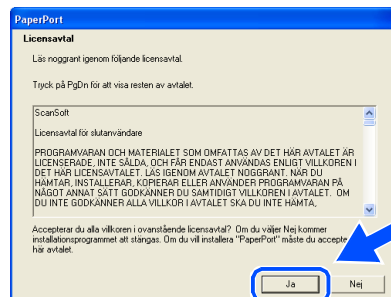 PaperPort
Licensavtal
Läs noggrant igenom följande licensavtal.
Tryck på PgDn för att visa resten av avtalet.
ScanSoft
Licensavtal för slutanvändare
PROGRAMVARAN OCH MATERIALET SOM OMFATTAS AV DET HÄR AVTALET ÄR
LICENSERADE, INTE SÅLDA, OCH FÅR ENDAST ANVÄNDAS ENLIGT VILLKOREN I
DET HÄR LICENSAVTALET. LÄS IGENOM AVTALET NOGGRANT. NÄR DU
HÄMTAR, INSTALLERAR, KOPIERAR ELLER ANVÄNDER PROGRAMVARAN PÅ
NÅGOT ANNAT SÄTT GODKÄNNER DU SAMTIDIGT VILLKOREN I AVTALET. OM
DU INTE GODKÄNNER ALLA VILLKOR I AVTALET SKA DU INTE HÄMTA,
Accepterar du alla villkoren i ovanstående licensavtal? Om du väljer Nej kommer
installationsprogrammet att stängas. Om du vill installera "PaperPort" måste du accepte
här avtalet.
Ja
Nej